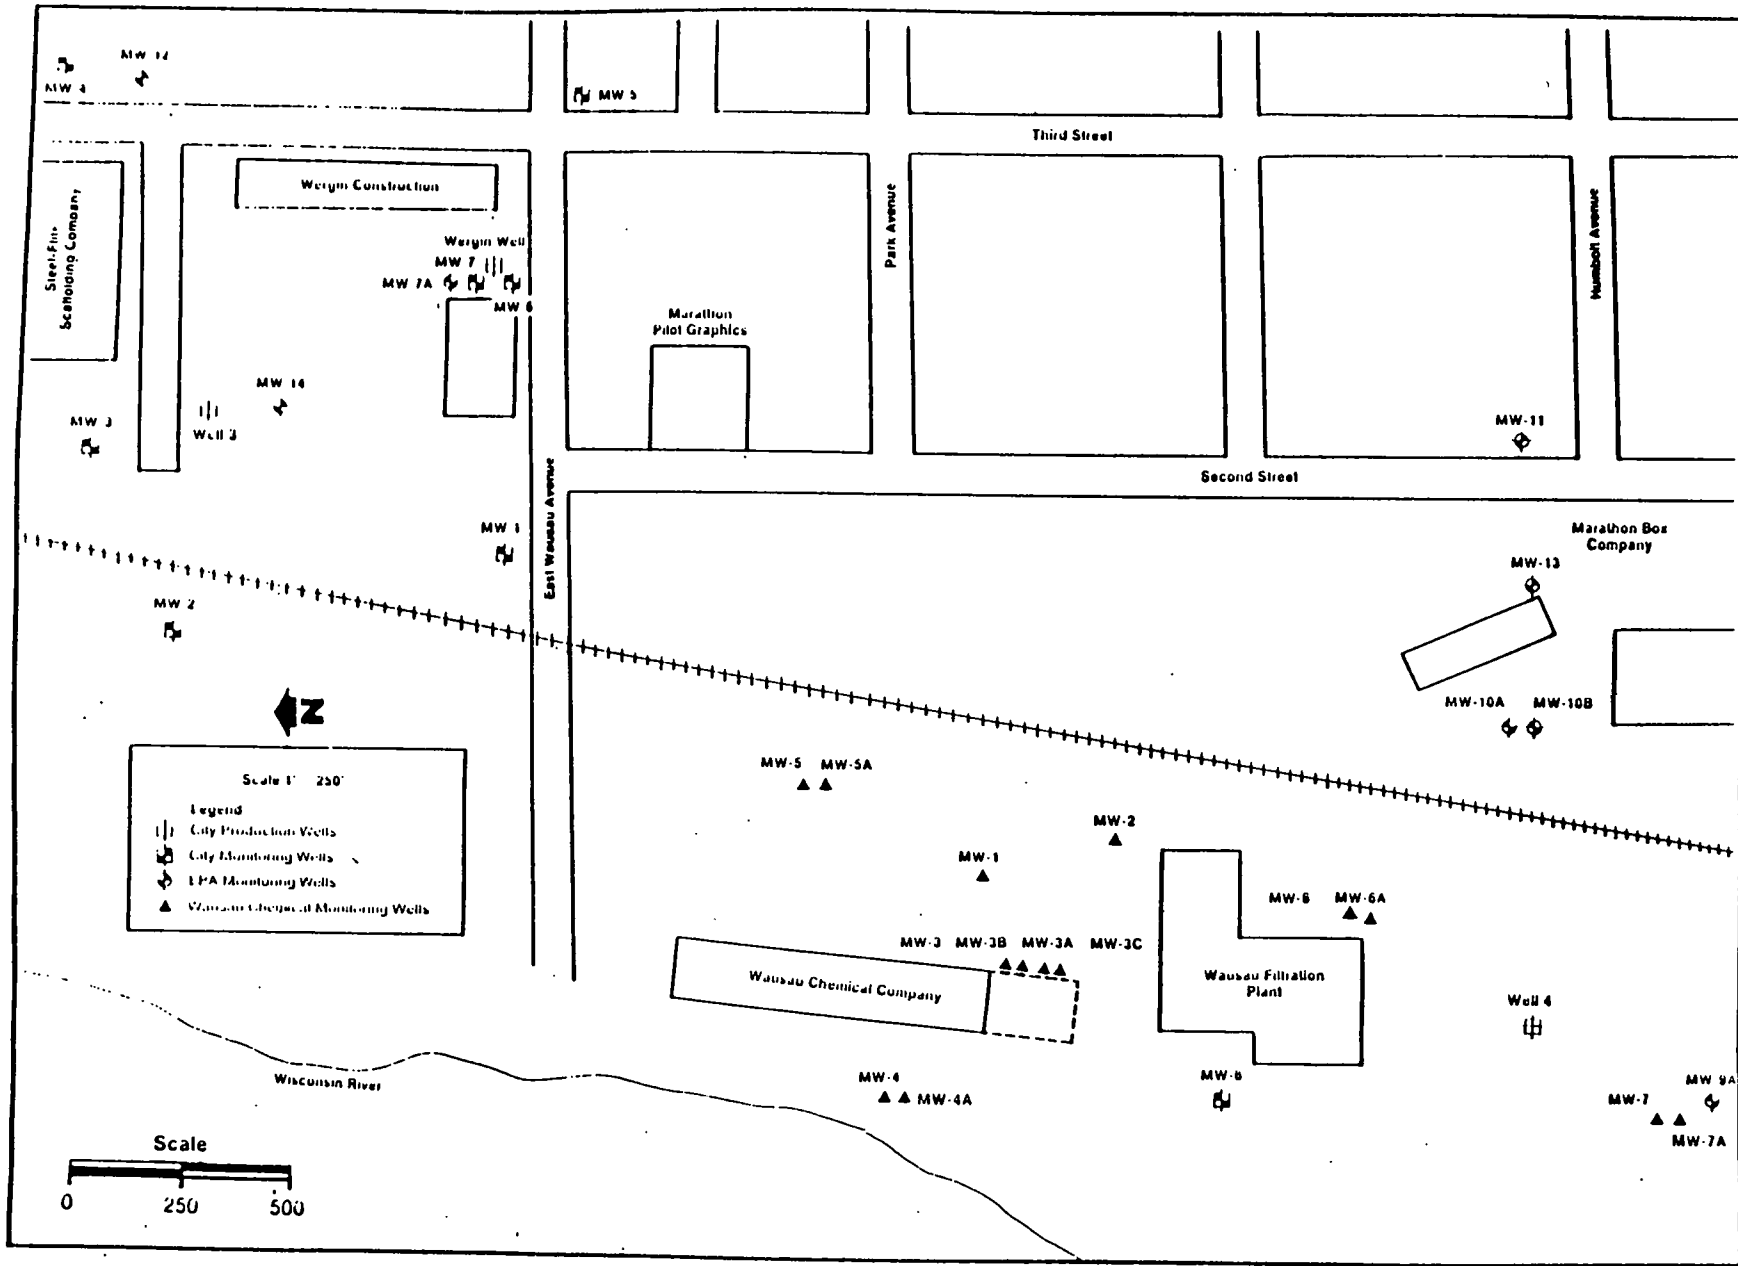 MW 12
MW 4
MW 5
Third Street
Wergin Construction
Steel-Flite
Scaffolding Company
Wergin Well
MW 7
MW 7A
MW 6
Park Avenue
Humbolt Avenue
Marathon
Pilot Graphics
MW 14
Well 3
MW 3
MW-11
Second Street
East Wausau Avenue
MW 1
Marathon Box
Company
MW-13
MW 2
N
MW-10A
MW-10B
Scale 1" 250'
Legend
City Production Wells
City Monitoring Wells
EPA Monitoring Wells
Wausau Chemical Monitoring Wells
MW-5
MW-5A
MW-2
MW-1
MW-6
MW-6A
MW-3
MW-3B
MW-3A
MW-3C
Wausau Chemical Company
Wausau Filtration
Plant
Well 4
Wisconsin River
MW-4
MW-4A
MW-8
MW 9A
MW-7
MW-7A
Scale
0
250
500